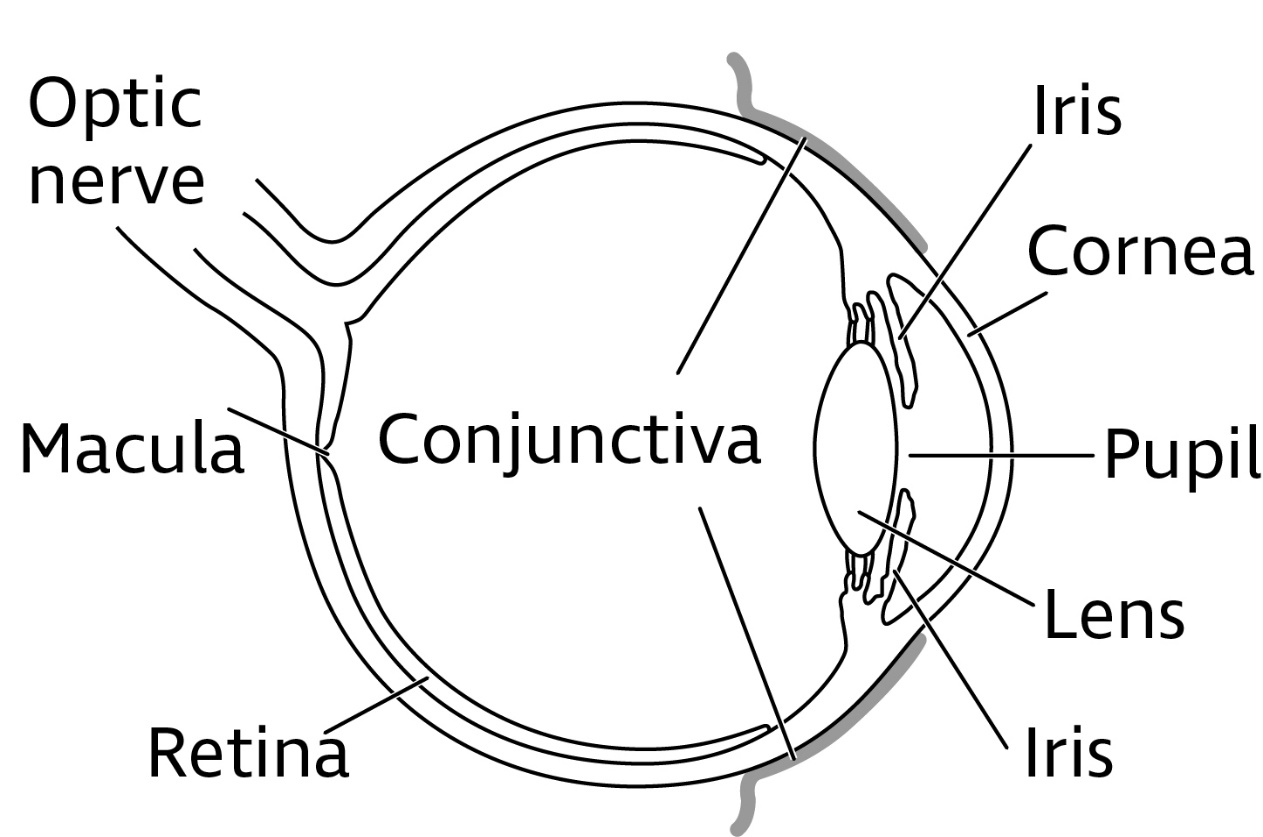 Optic
nerve
Iris
Cornea
Macula
Conjunctiva
Pupil
Lens
Retina
Iris